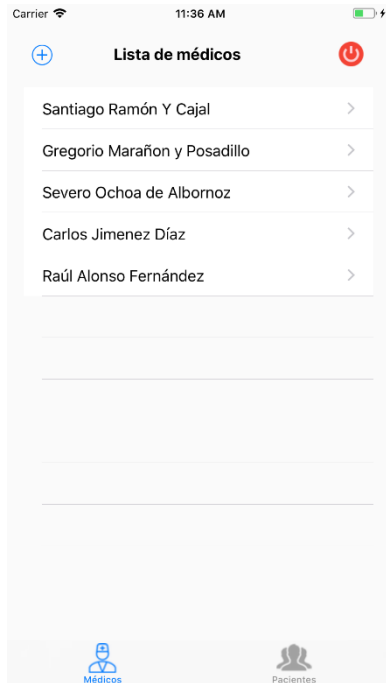 Carrier 11:36 AM
Lista de médicos
Santiago Ramón Y Cajal
Gregorio Marañon y Posadillo
Severo Ochoa de Albornoz
Carlos Jimenez Díaz
Raúl Alonso Fernández
Médicos Pacientes